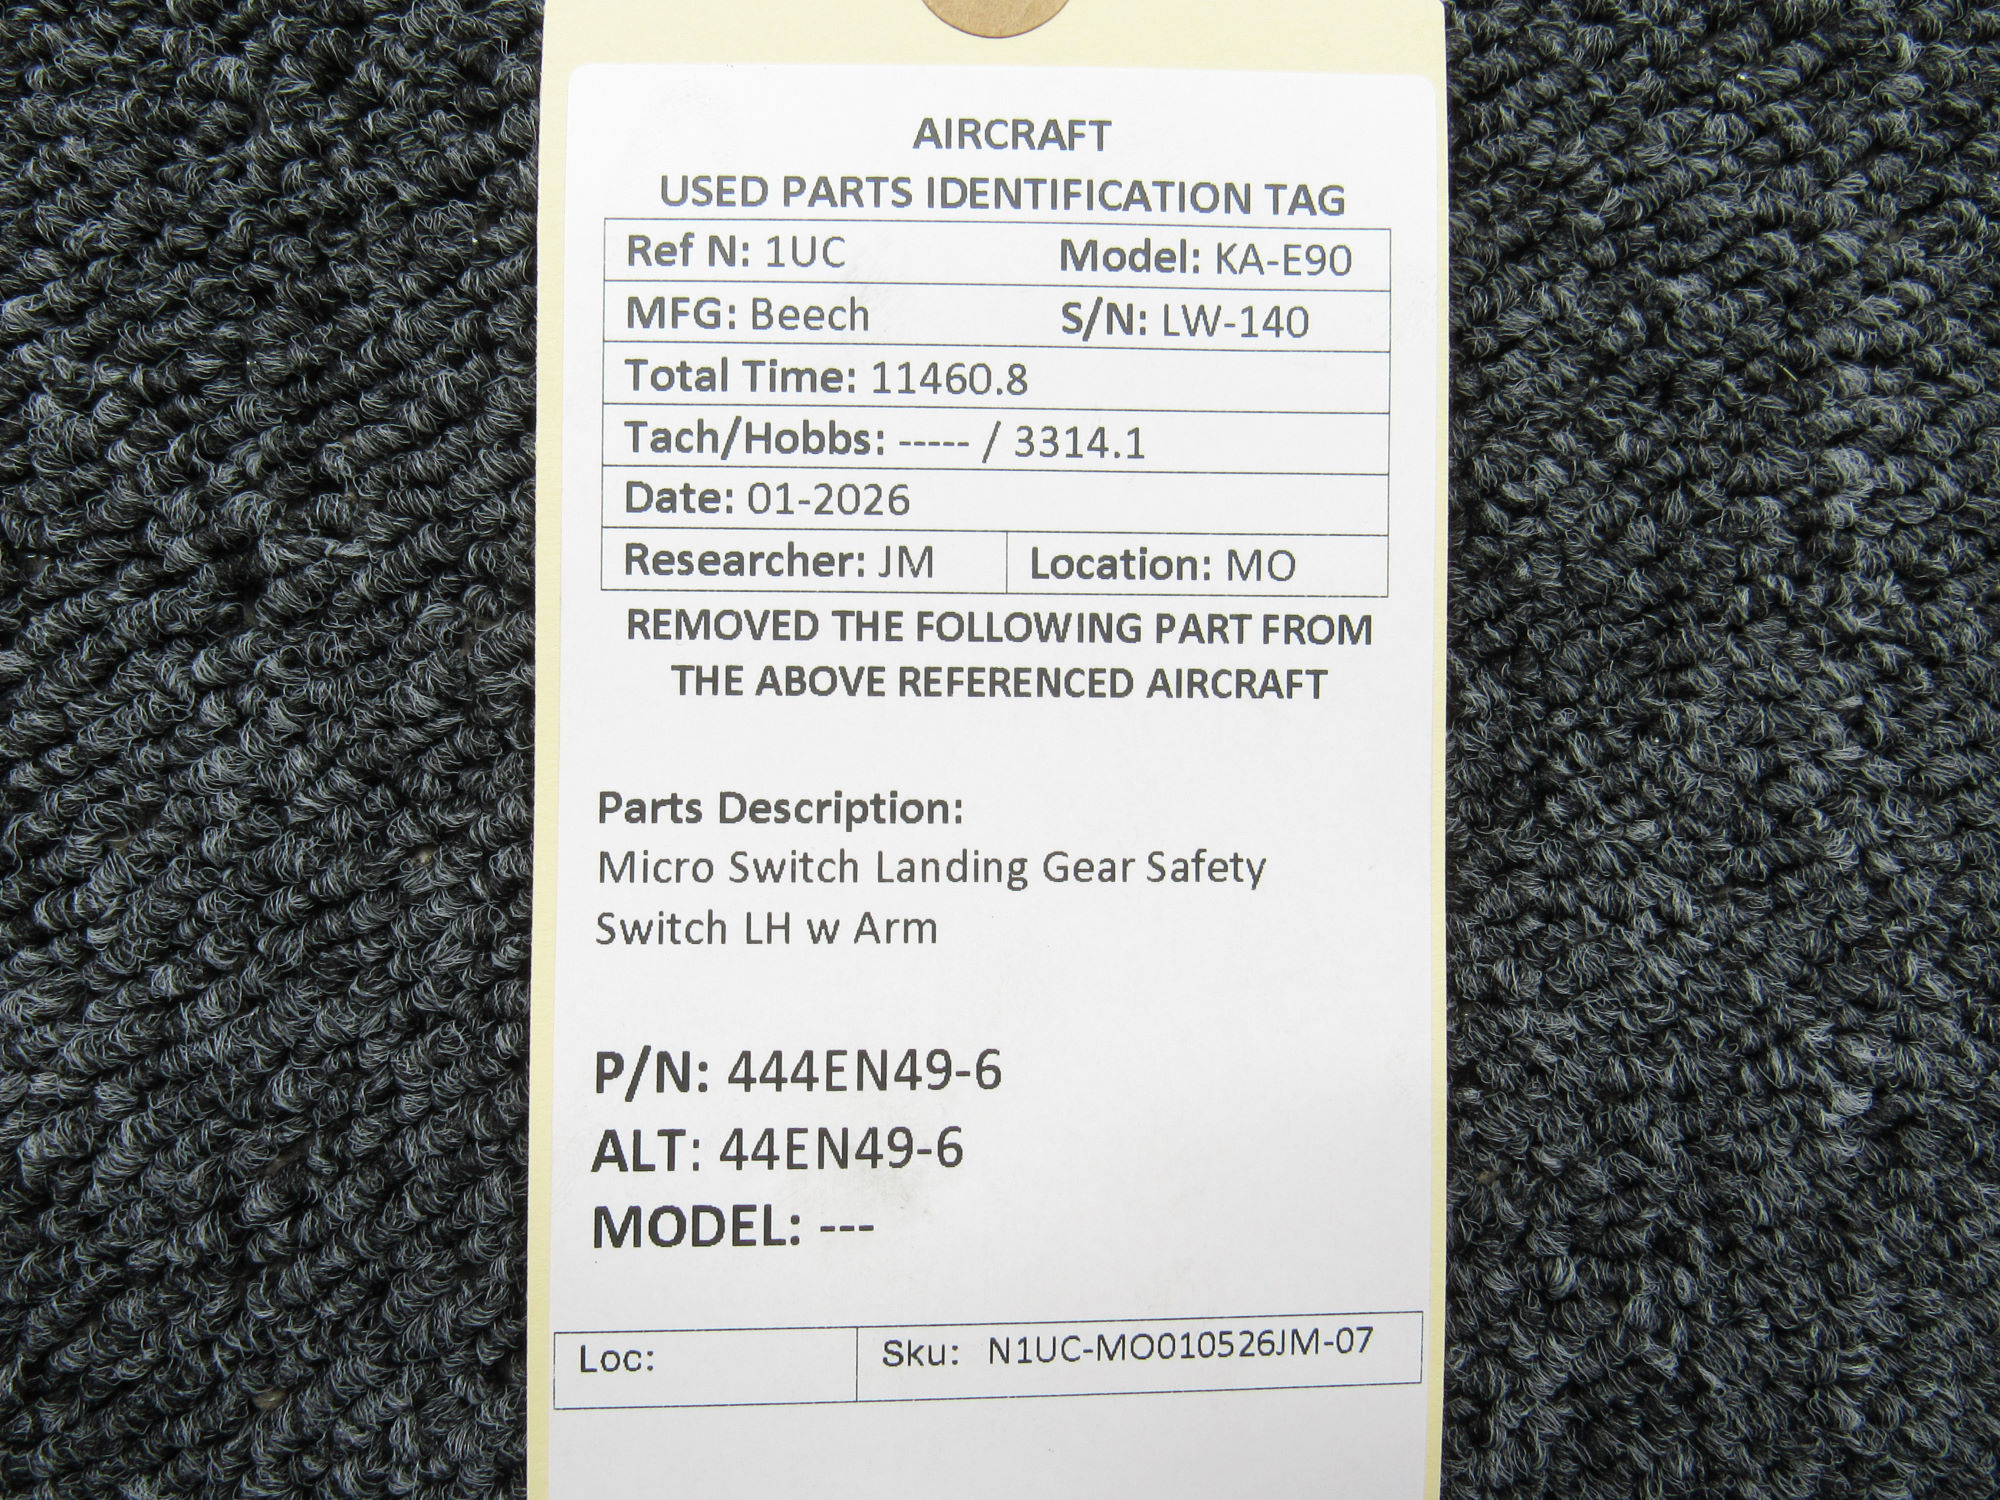 AIRCRAFT
USED PARTS IDENTIFICATION TAG
Ref N: 1UC Model: KA-E90
MFG: Beech S/N: LW-140
Total Time: 11460.8
Tach/Hobbs: ----- / 3314.1
Date: 01-2026
Researcher: JM Location: MO
REMOVED THE FOLLOWING PART FROM
THE ABOVE REFERENCED AIRCRAFT
Parts Description:
Micro Switch Landing Gear Safety
Switch LH w Arm
P/N: 444EN49-6
ALT: 44EN49-6
MODEL: ---
Loc: Sku: N1UC-MO010526JM-07